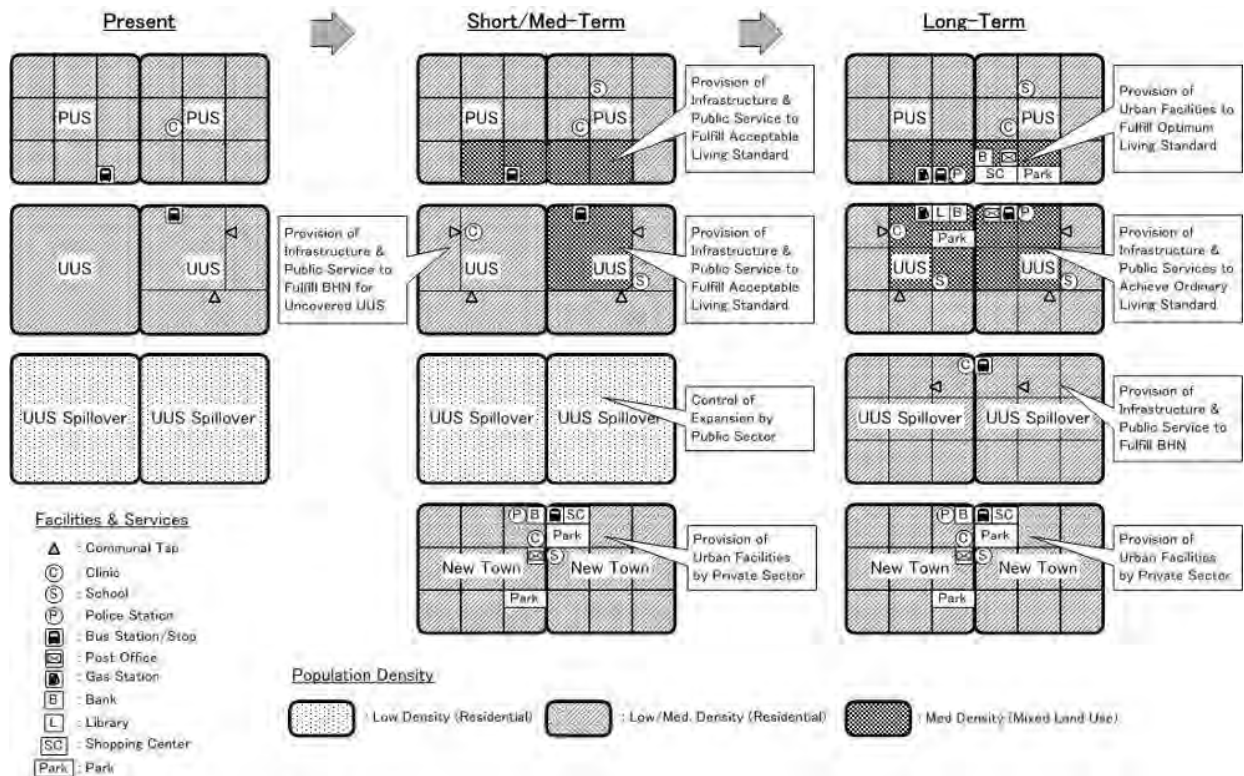 Present
Short/Med-Term
Long-Term
PUS
PUS
C
PUS
S
PUS
C
Provision of
Infrastructure &
Public Service to
Fulfill Acceptable
Living Standard
PUS
S
PUS
C
B
P
SC
Park
Provision of
Urban Facilities to
Fulfill Optimum
Living Standard
UUS
UUS
Provision of
Infrastructure &
Public Service to
Fulfill BHN for
Uncovered UUS
C
UUS
UUS
S
Provision of
Infrastructure &
Public Service to
Fulfill Acceptable
Living Standard
L
B
P
C
Park
UUS
UUS
S
S
Provision of
Infrastructure &
Public Services to
Achieve Ordinary
Living Standard
UUS Spillover
UUS Spillover
UUS Spillover
UUS Spillover
Control of
Expansion by
Public Sector
C
UUS Spillover
UUS Spillover
Provision of
Infrastructure &
Public Service to
Fulfill BHN
P
B
SC
Park
C
S
New Town
New Town
Park
Provision of
Urban Facilities
by Private Sector
P
B
SC
Park
C
S
New Town
New Town
Park
Provision of
Urban Facilities
by Private Sector
Facilities & Services
: Communal Tap
C : Clinic
S : School
P : Police Station
: Bus Station/Stop
: Post Office
: Gas Station
B : Bank
L : Library
SC : Shopping Center
Park : Park
Population Density
: Low Density (Residential)
: Low/Med. Density (Residential)
: Med Density (Mixed Land Use)